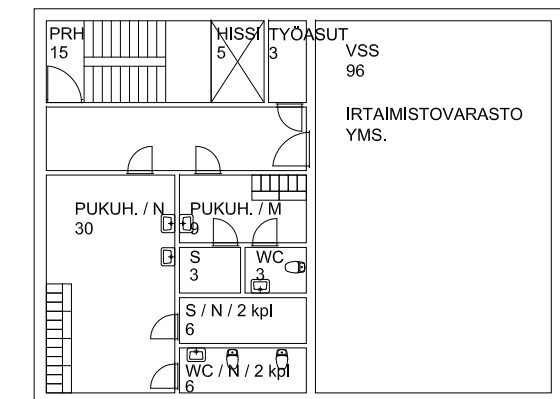 PRH
15
HISSI
5
TYÖASUT
3
VSS
96
IRTAIMISTOVARASTO
YMS.
PUKUH. / N
30
PUKUH. / M
9
S
3
WC
3
S / N / 2 kpl
6
WC / N / 2 kpl
6